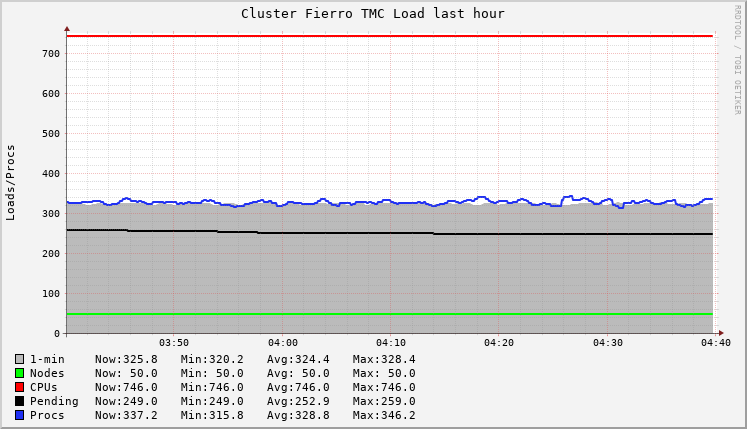 Cluster Fierro TMC Load last hour
RRDTOOL / TOBI OETIKER
Loads/Procs
700
600
500
400
300
200
100
0
03:50 04:00 04:10 04:20 04:30 04:40
1-min Now:325.8 Min:320.2 Avg:324.4 Max:328.4
Nodes Now: 50.0 Min: 50.0 Avg: 50.0 Max: 50.0
CPUs Now:746.0 Min:746.0 Avg:746.0 Max:746.0
Pending Now:249.0 Min:249.0 Avg:252.9 Max:259.0
Procs Now:337.2 Min:315.8 Avg:328.8 Max:346.2